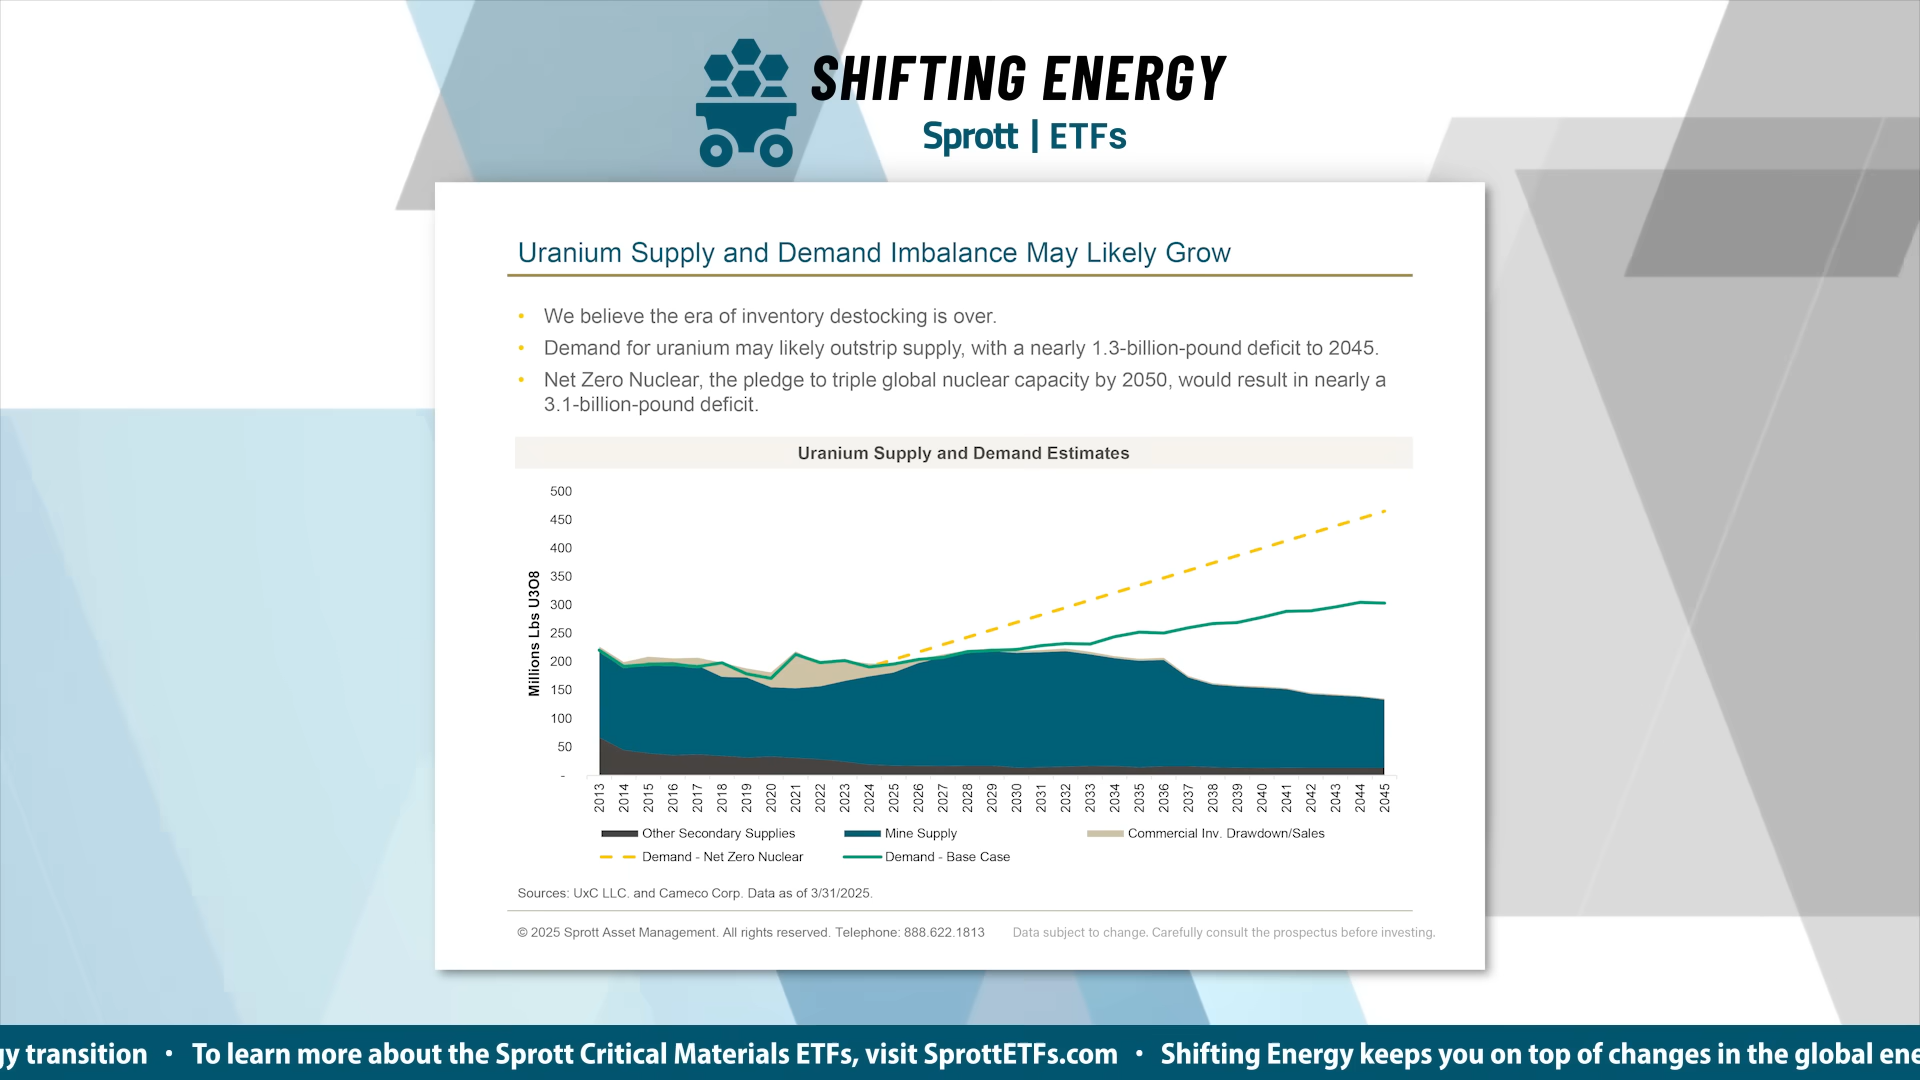 SHIFTING ENERGY
Sprott | ETFs
Uranium Supply and Demand Imbalance May Likely Grow
• We believe the era of inventory destocking is over.
• Demand for uranium may likely outstrip supply, with a nearly 1.3-billion-pound deficit to 2045.
• Net Zero Nuclear, the pledge to triple global nuclear capacity by 2050, would result in nearly a
3.1-billion-pound deficit.
Uranium Supply and Demand Estimates
Millions Lbs U3O8
500
450
400
350
300
250
200
150
100
50
-
2013 2014 2015 2016 2017 2018 2019 2020 2021 2022 2023 2024 2025 2026 2027 2028 2029 2030 2031 2032 2033 2034 2035 2036 2037 2038 2039 2040 2041 2042 2043 2044 2045
Other Secondary Supplies Mine Supply Commercial Inv. Drawdown/Sales
Demand - Net Zero Nuclear Demand - Base Case
Sources: UxC LLC. and Cameco Corp. Data as of 3/31/2025.
© 2025 Sprott Asset Management. All rights reserved. Telephone: 888.622.1813 Data subject to change. Carefully consult the prospectus before investing.
gy transition • To learn more about the Sprott Critical Materials ETFs, visit SprottETFs.com • Shifting Energy keeps you on top of changes in the global ene